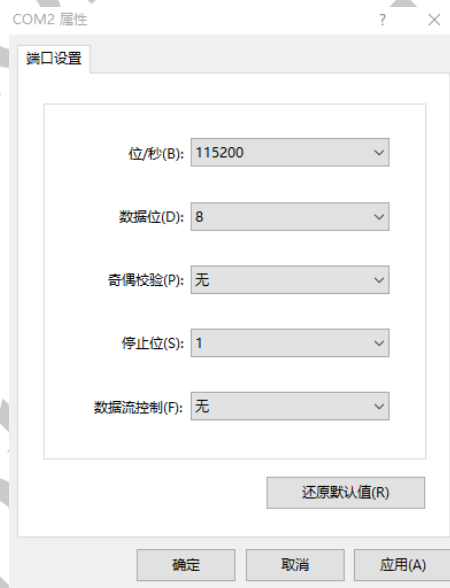 COM2 属性
端口设置
位/秒(B): 115200
数据位(D): 8
奇偶校验(P): 无
停止位(S): 1
数据流控制(F): 无
还原默认值(R)
确定 取消 应用(A)